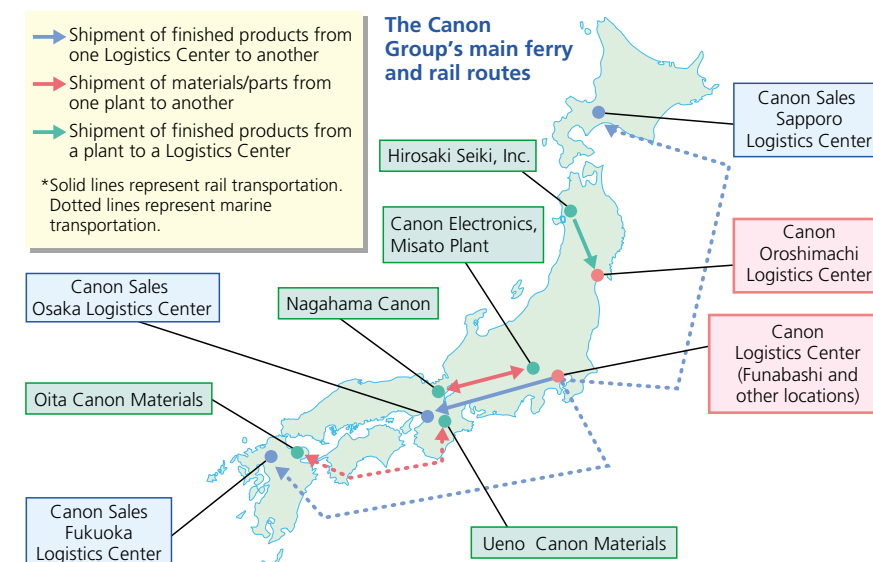 The Canon
Group's main ferry
and rail routes
Shipment of finished products from
one Logistics Center to another
Shipment of materials/parts from
one plant to another
Shipment of finished products from
a plant to a Logistics Center
*Solid lines represent rail transportation.
Dotted lines represent marine
transportation.
Canon Sales
Sapporo
Logistics Center
Hirosaki Seiki, Inc.
Canon Electronics,
Misato Plant
Canon
Oroshimachi
Logistics Center
Canon Sales
Osaka Logistics Center
Nagahama Canon
Canon
Logistics Center
(Funabashi and
other locations)
Oita Canon Materials
Canon Sales
Fukuoka
Logistics Center
Ueno  Canon Materials